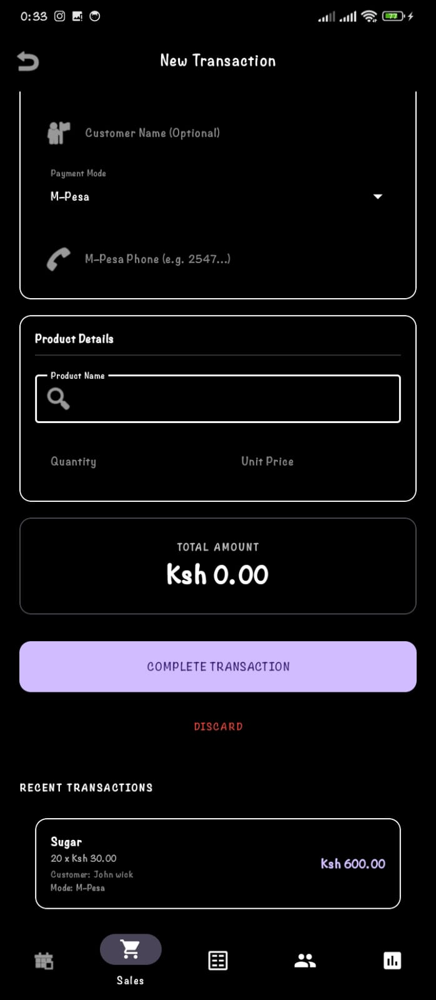 0:33
77
New Transaction
Customer Name (Optional)
Payment Mode
M-Pesa
M-Pesa Phone (e.g. 2547...)
Product Details
Product Name
Quantity Unit Price
TOTAL AMOUNT
Ksh 0.00
COMPLETE TRANSACTION
DISCARD
RECENT TRANSACTIONS
Sugar
20 x Ksh 30.00
Ksh 600.00
Customer: John wick
Mode: M-Pesa
Sales